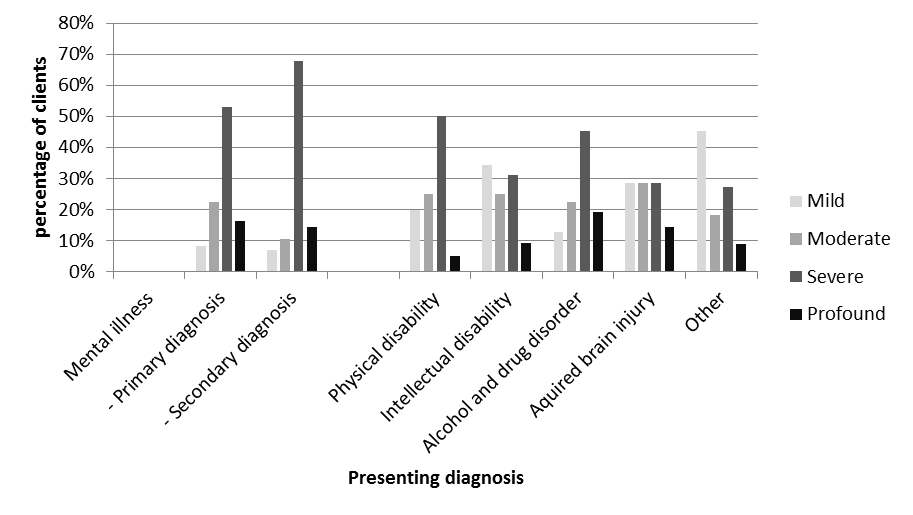 80%
70%
60%
50%
40%
30%
20%
10%
0%
percentage of clients
Mental illness
- Primary diagnosis
- Secondary diagnosis
Physical disability
Intellectual disability
Alcohol and drug disorder
Aquired brain injury
Other
Presenting diagnosis
Mild
Moderate
Severe
Profound